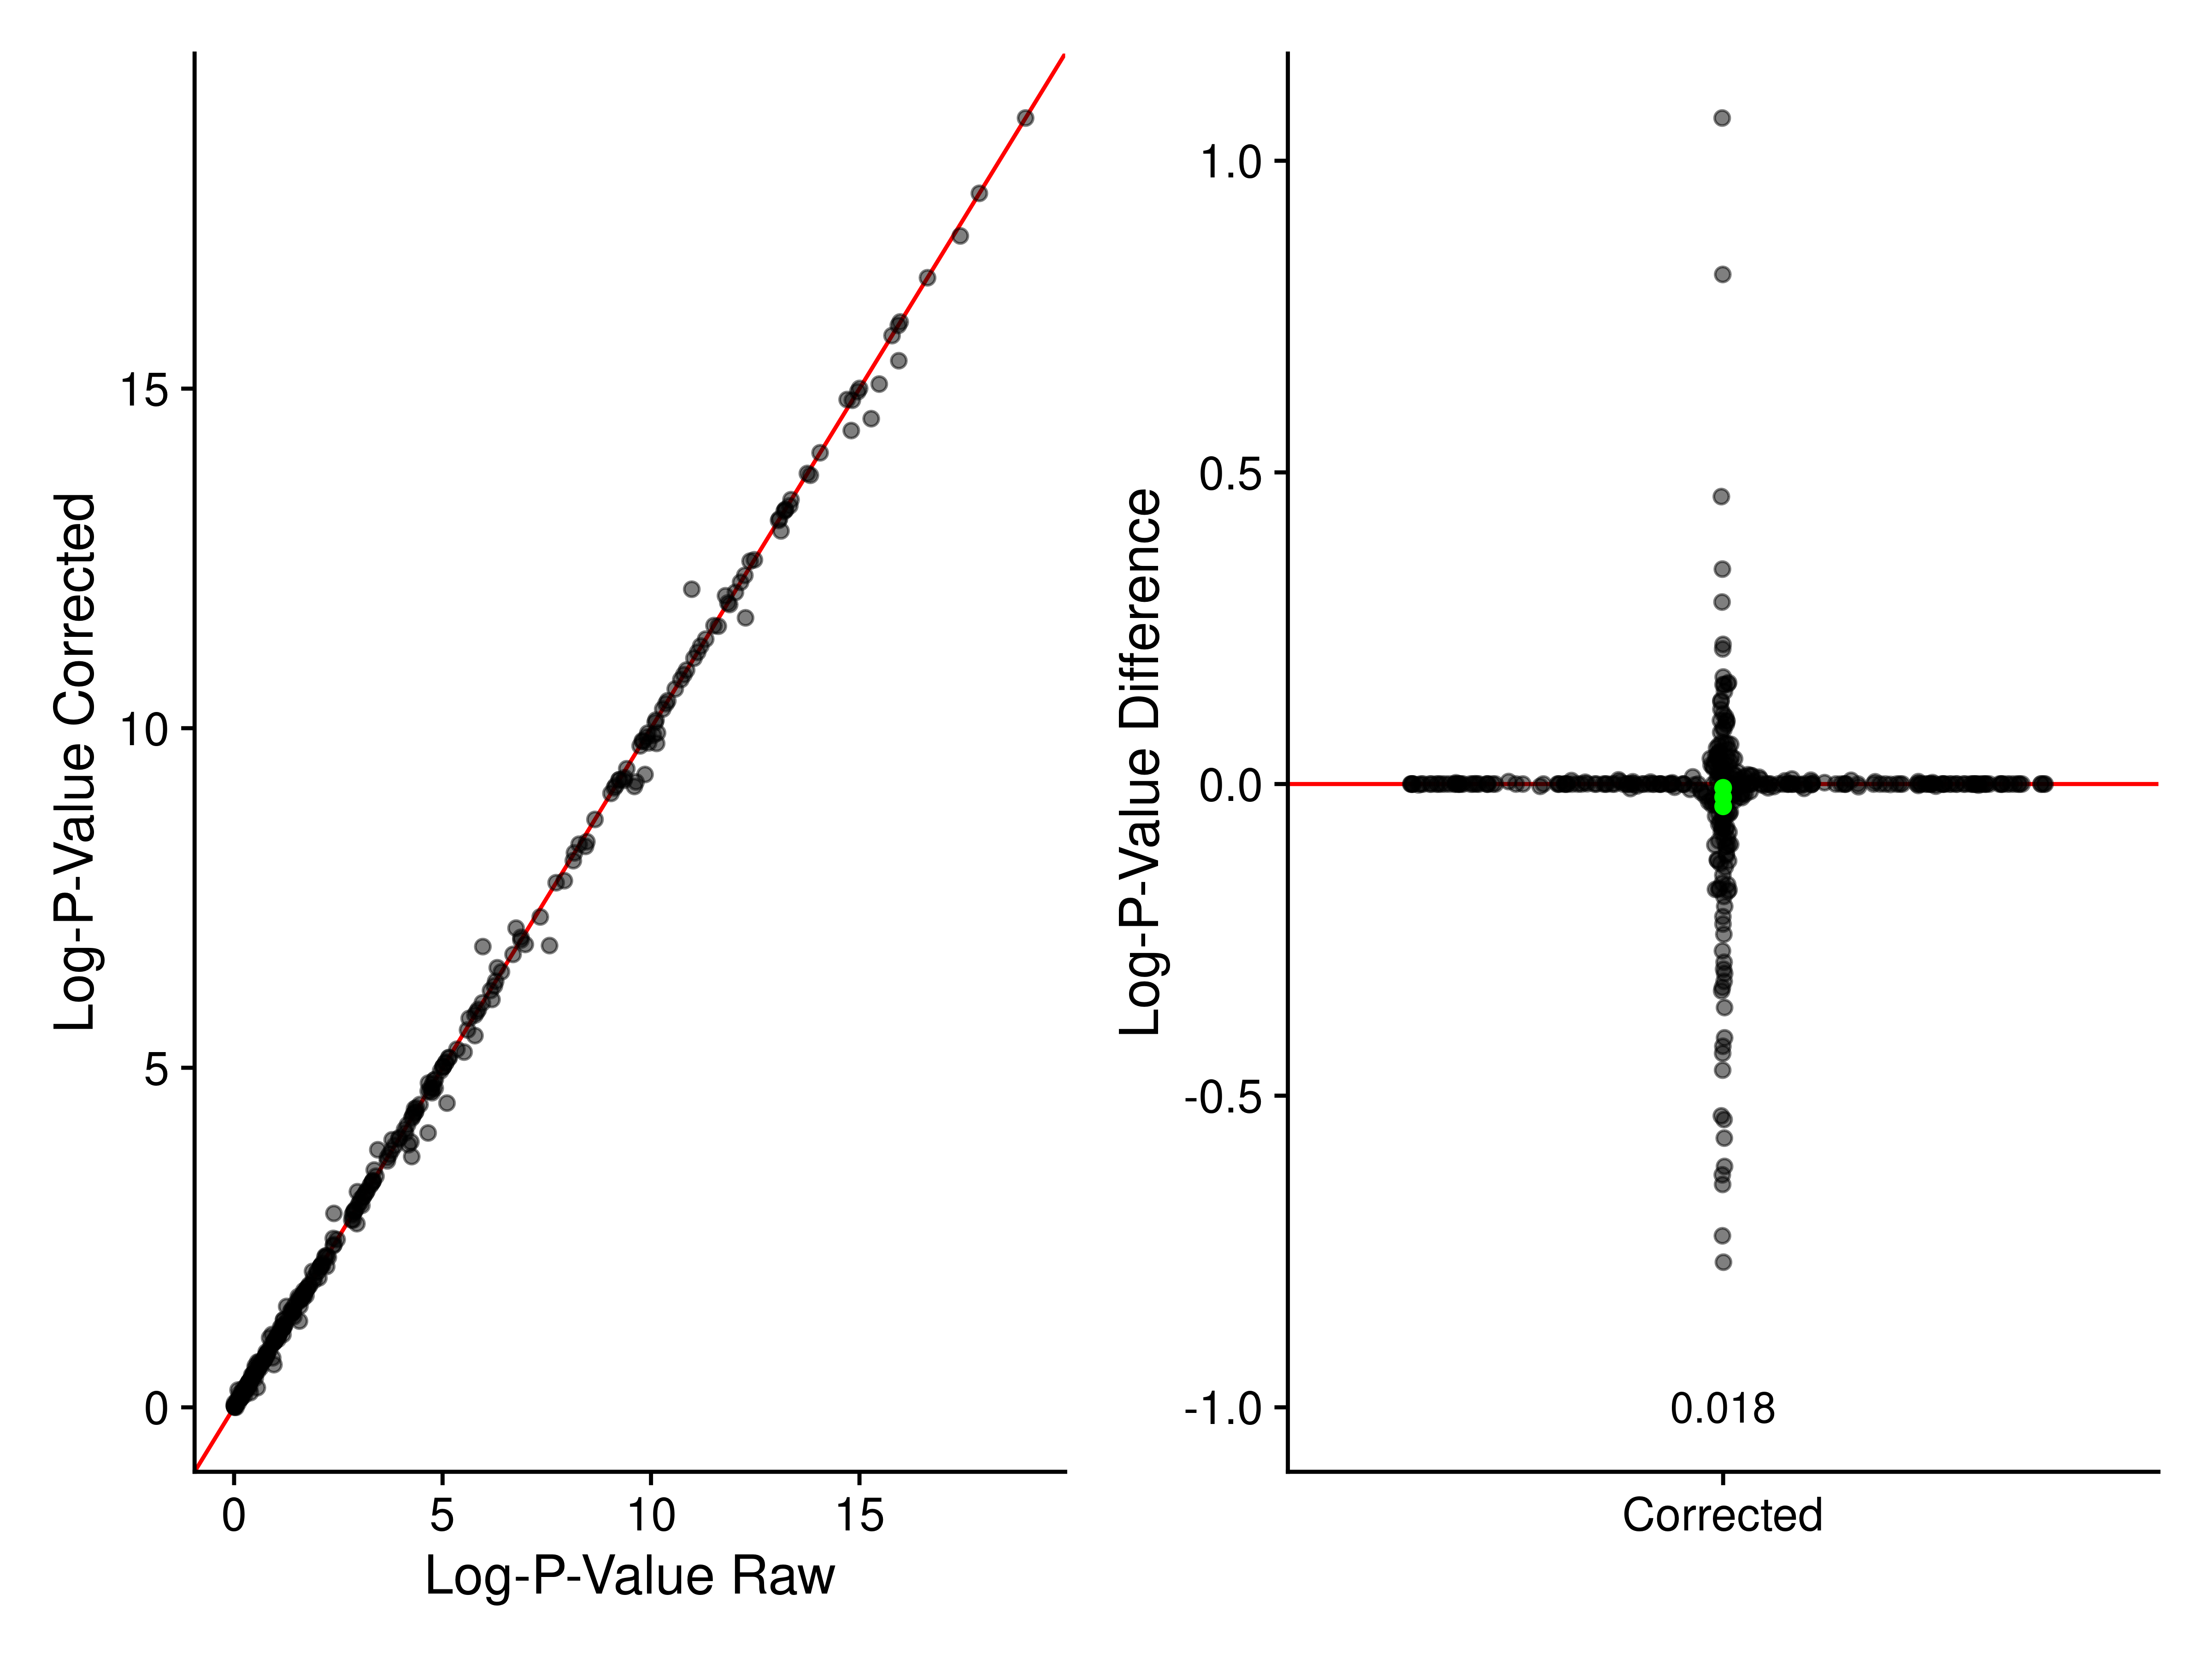 Log-P-Value Corrected
15
10
5
0
0 5 10 15
Log-P-Value Raw
Log-P-Value Difference
1.0
0.5
0.0
-0.5
-1.0
0.018
Corrected